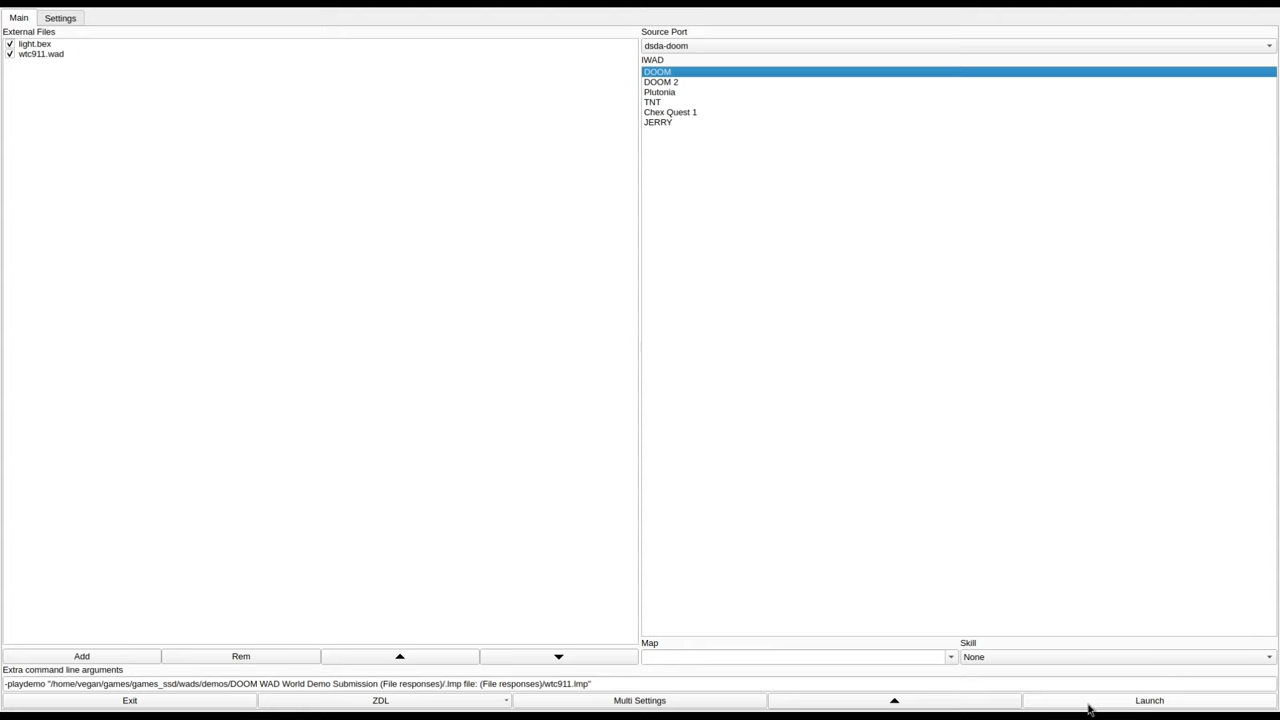 Main Settings
External Files
light.bex
wtc911.wad
Source Port
dsda-doom
IWAD
DOOM
DOOM 2
Plutonia
TNT
Chex Quest 1
JERRY
Map Skill
None
Add Rem
Extra command line arguments
-playdemo "/home/vegan/games/games_ssd/wads/demos/DOOM WAD World Demo Submission (File responses)/.lmp file: (File responses)/wtc911.lmp"
Exit ZDL Multi Settings Launch